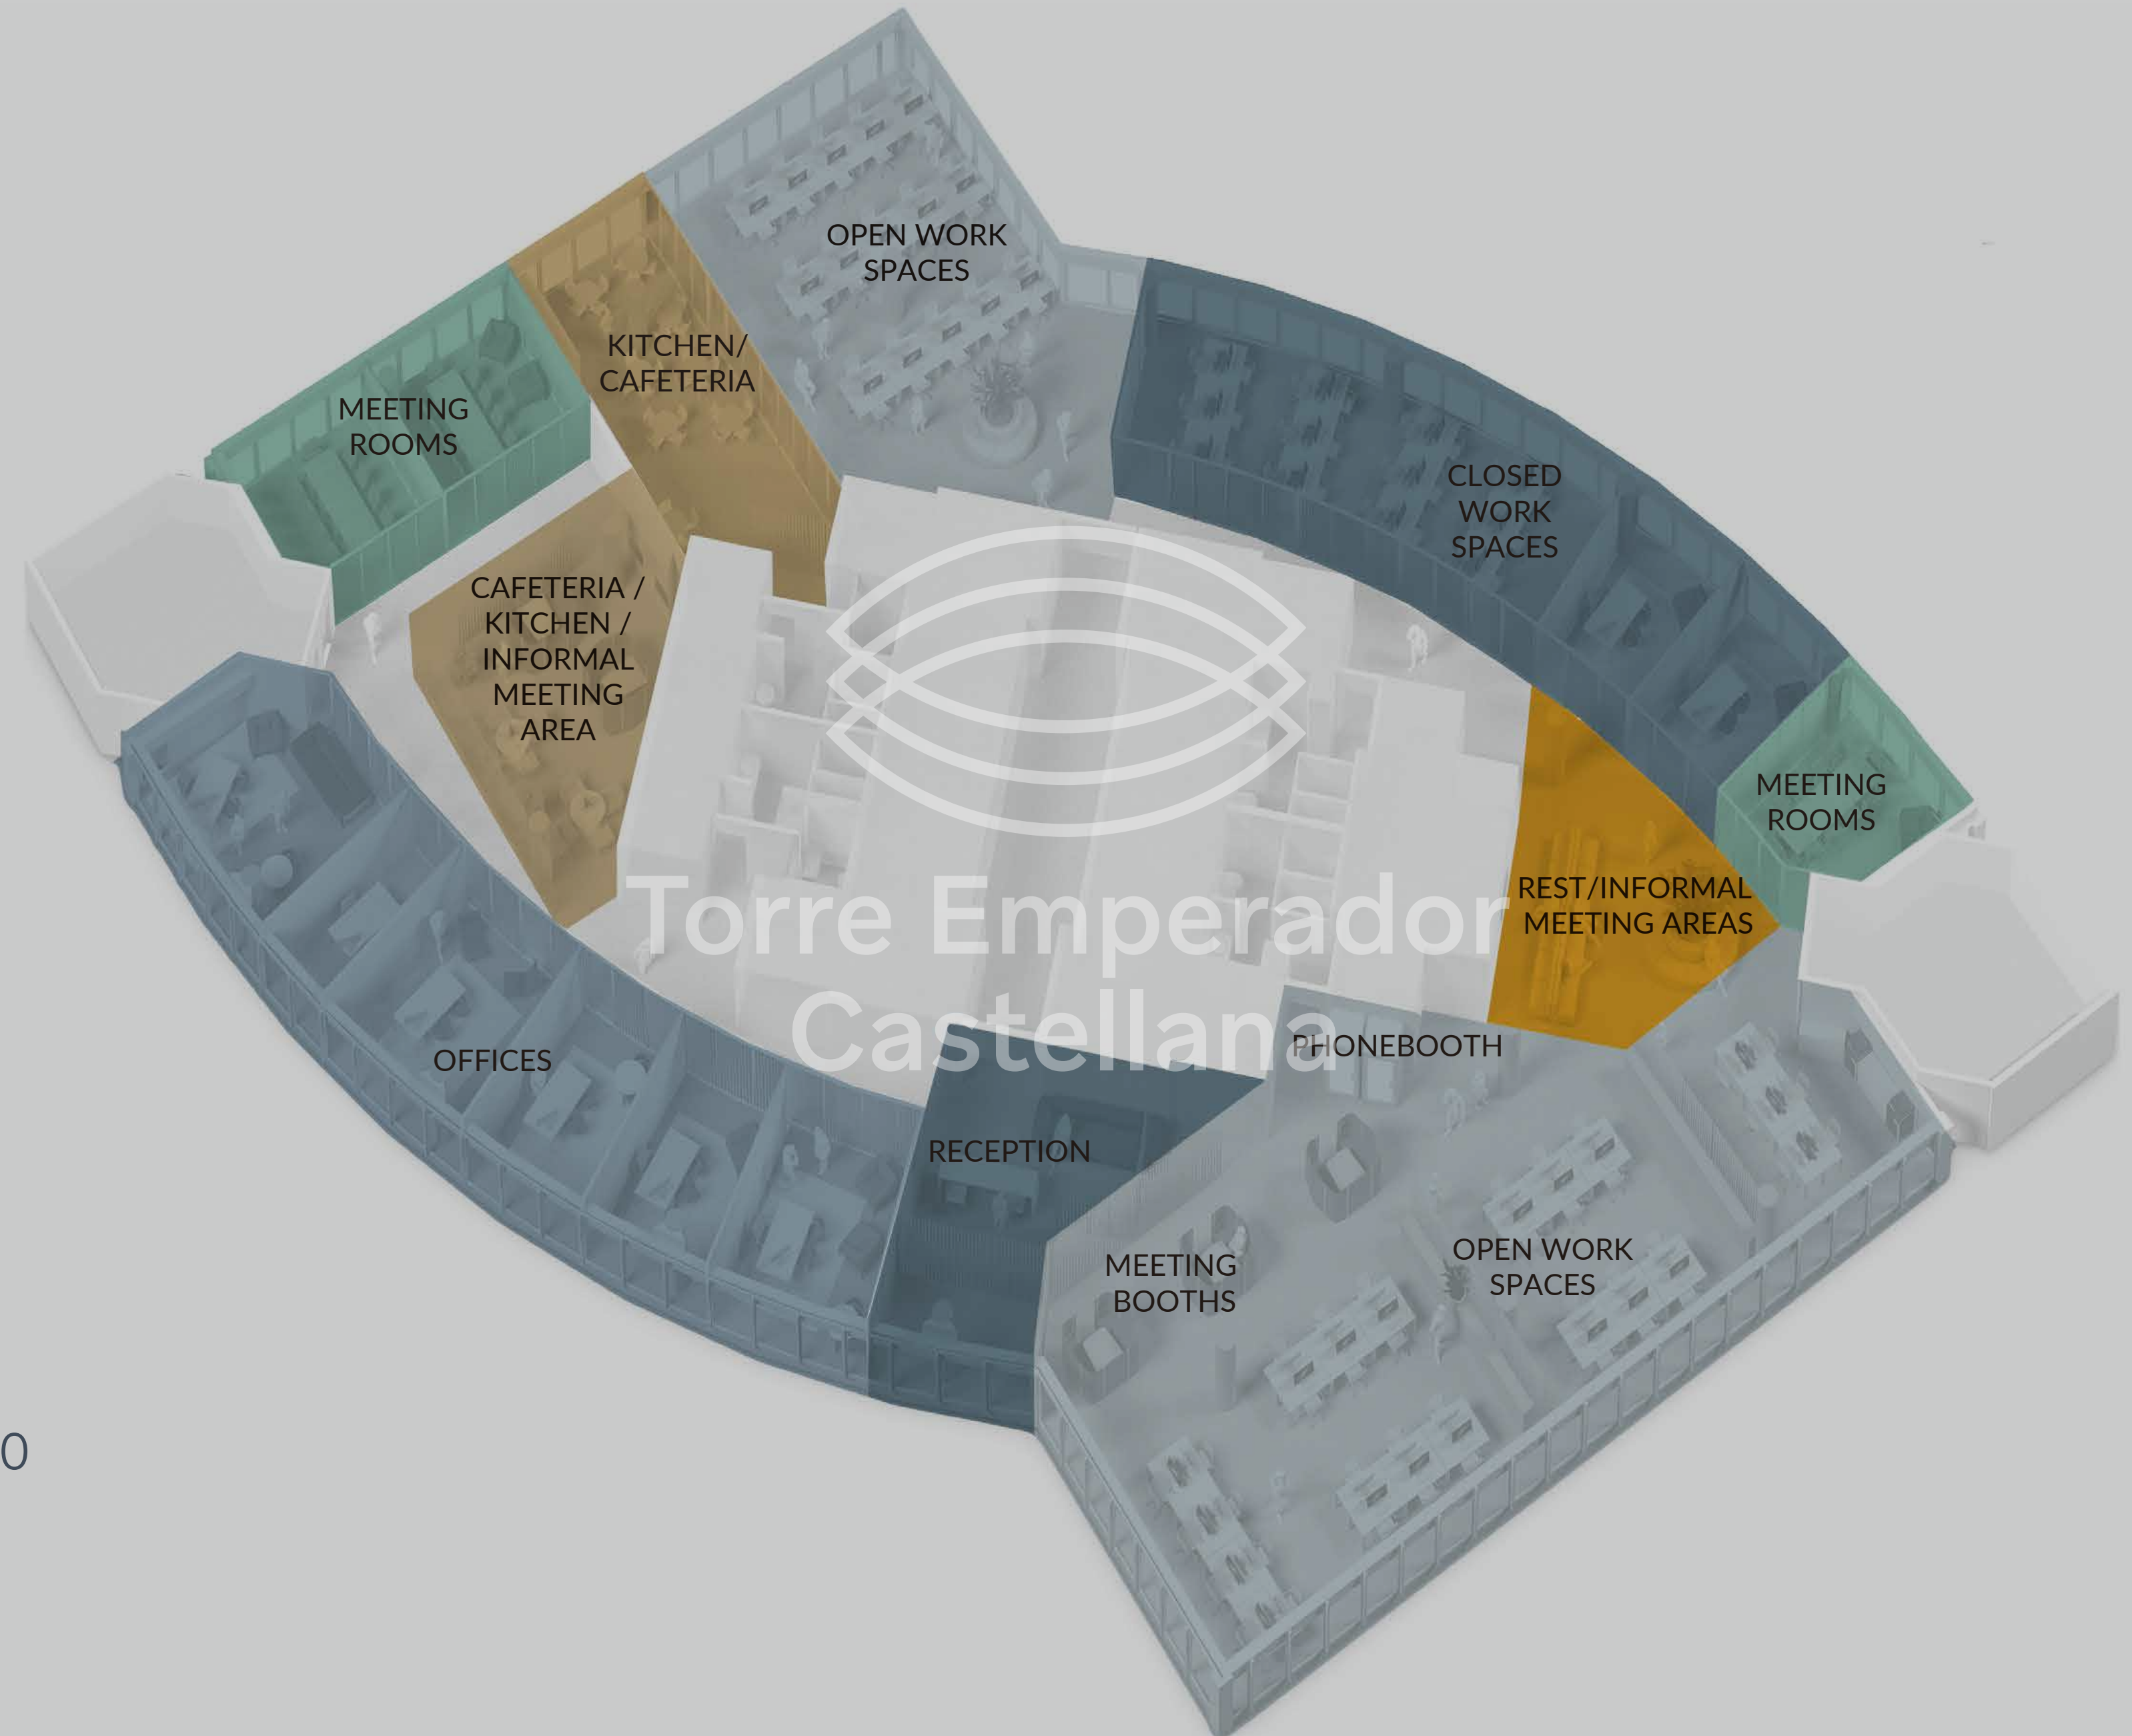 OPEN WORK
SPACES
KITCHEN/
CAFETERIA
MEETING
ROOMS
CLOSED
WORK
SPACES
CAFETERIA /
KITCHEN /
INFORMAL
MEETING
AREA
MEETING
ROOMS
REST/INFORMAL
MEETING AREAS
Torre Emperador
Castellana
PHONEBOOTH
OFFICES
RECEPTION
MEETING
BOOTHS
OPEN WORK
SPACES
0